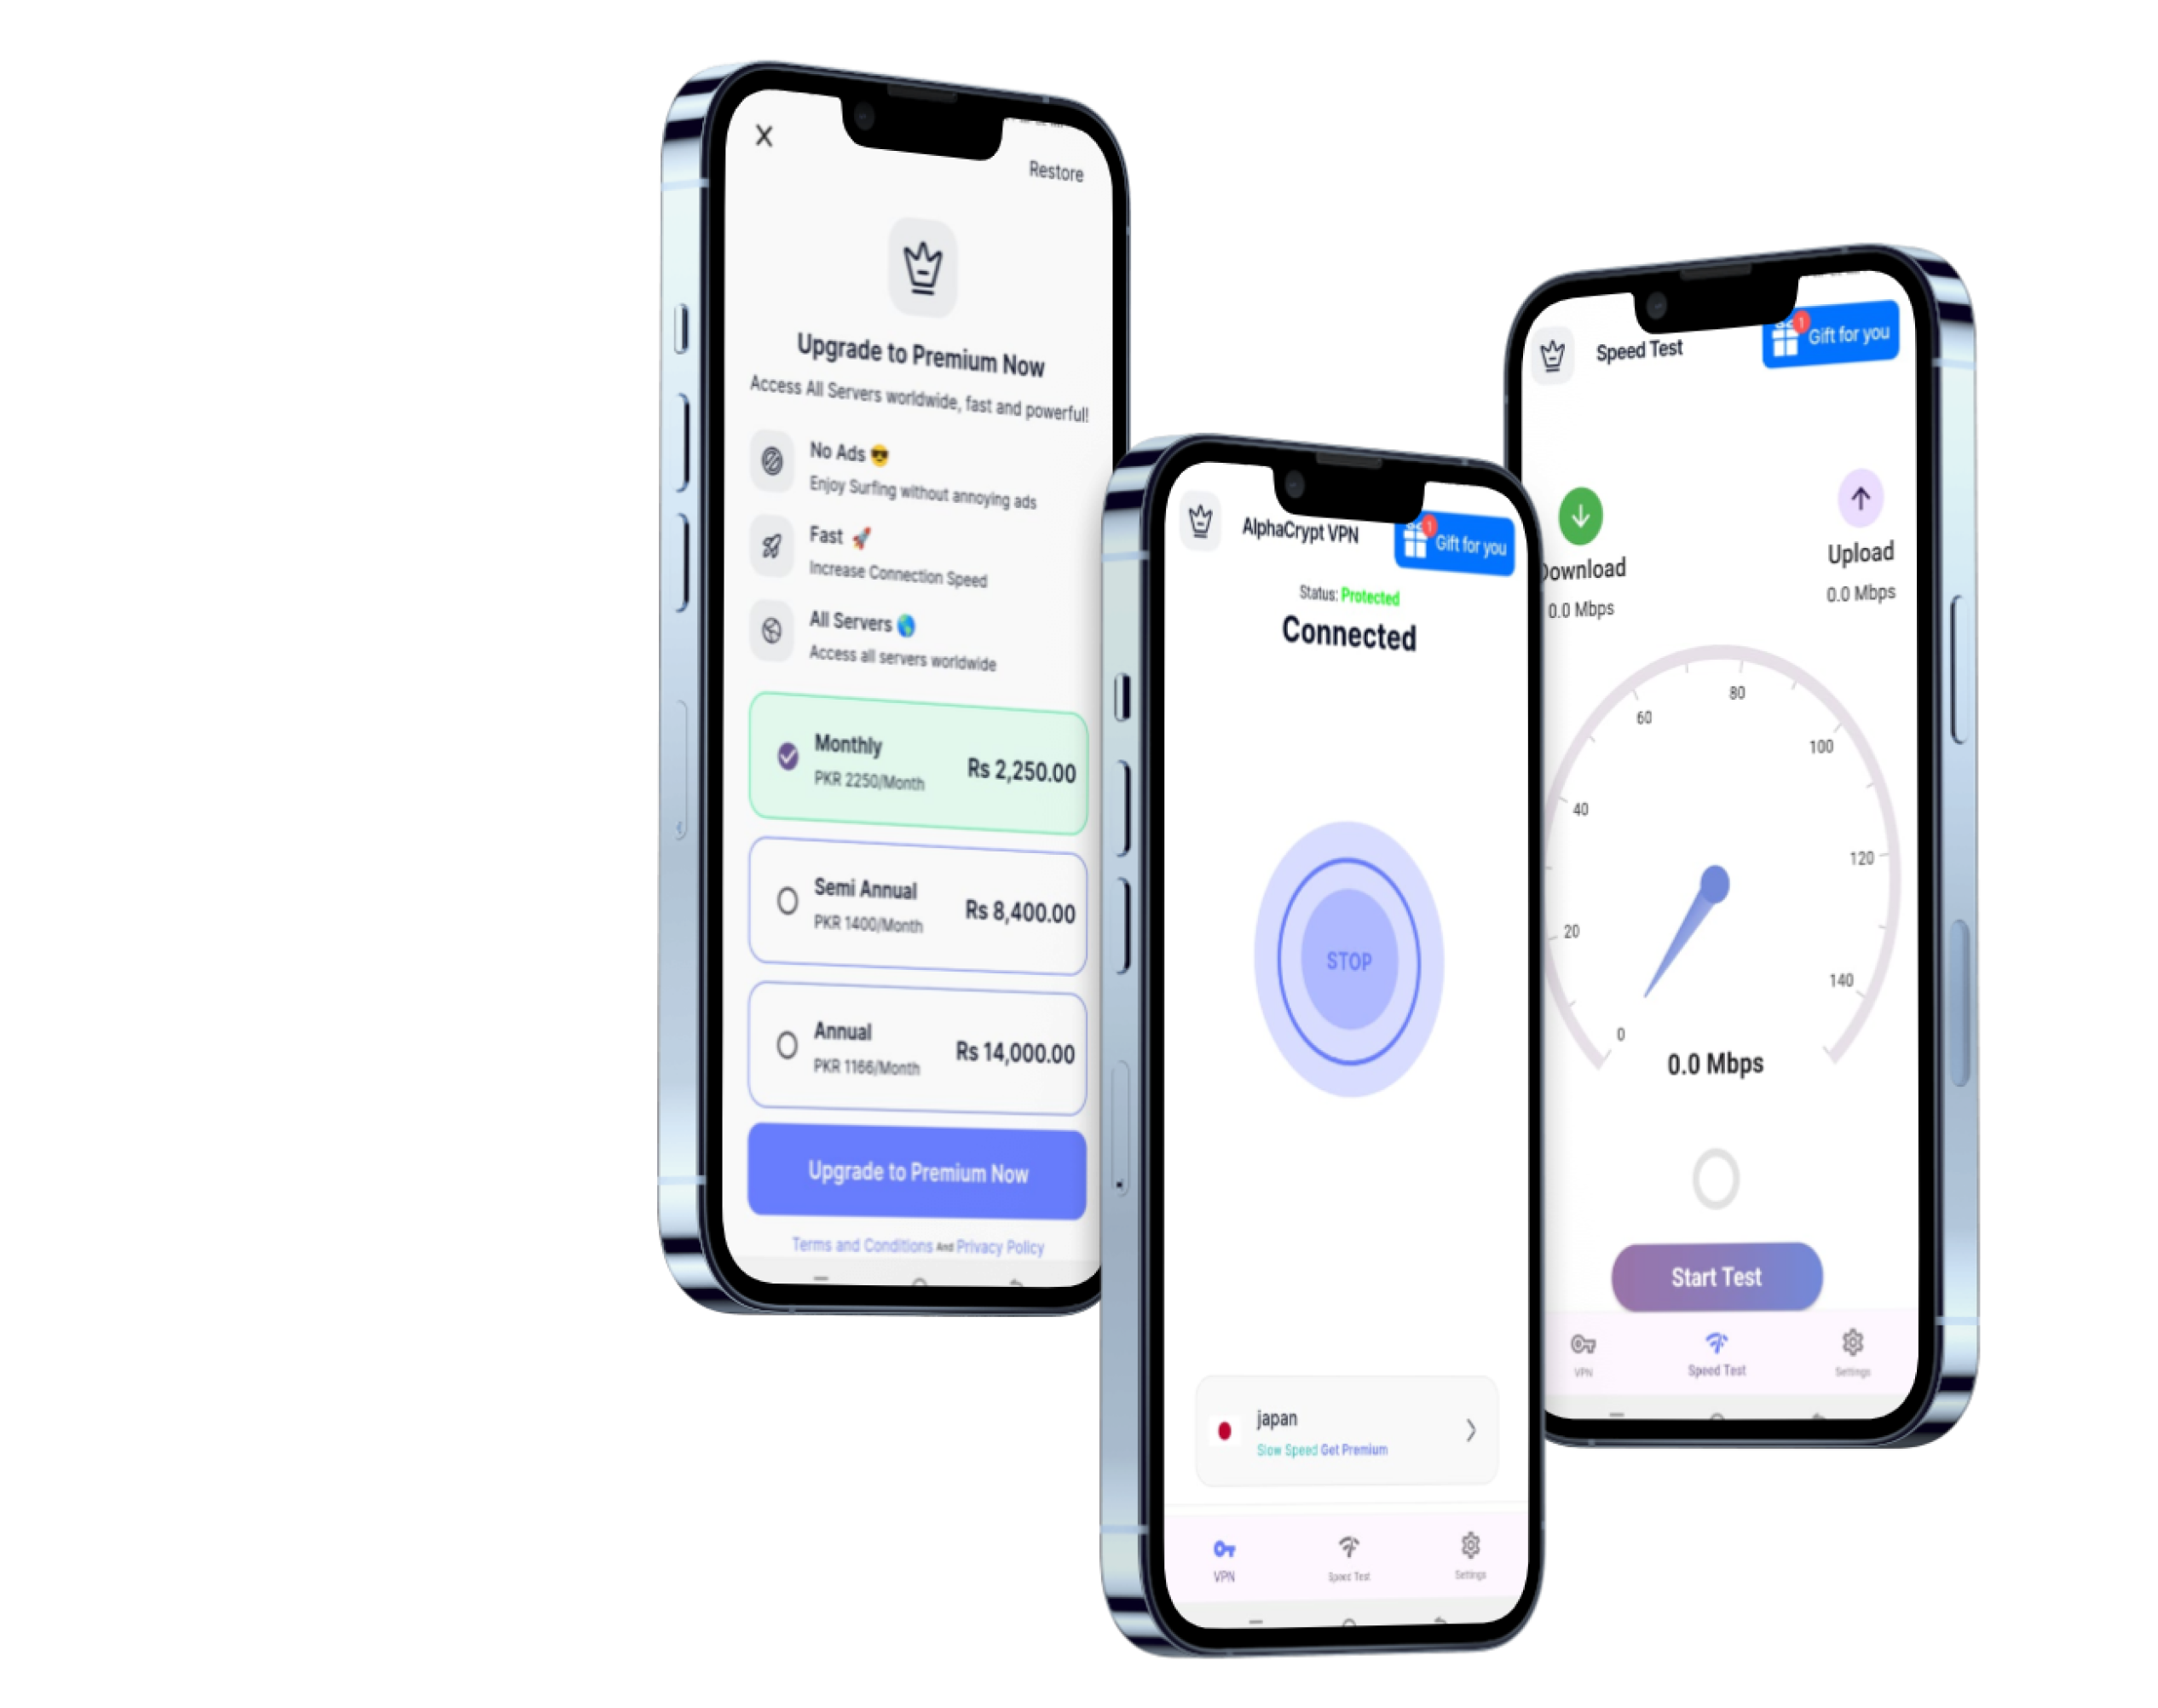 Restore
Upgrade to Premium Now
Access All Servers worldwide, fast and powerful!
No Ads 😎
Enjoy Surfing without annoying ads
Fast 🚀
Increase Connection Speed
All Servers 🌎
Access all servers worldwide
Monthly
PKR 2250/Month
Rs 2,250.00
Semi Annual
PKR 1400/Month
Rs 8,400.00
Annual
PKR 1166/Month
Rs 14,000.00
Upgrade to Premium Now
Terms and Conditions And Privacy Policy
AlphaCrypt VPN
1
Gift for you
Status: Protected
Connected
STOP
japan
Slow Speed Get Premium
VPN
Speed Test
Settings
Speed Test
1
Gift for you
Download
0.0 Mbps
Upload
0.0 Mbps
0
20
40
60
80
100
120
140
0.0 Mbps
Start Test
VPN
Speed Test
Settings